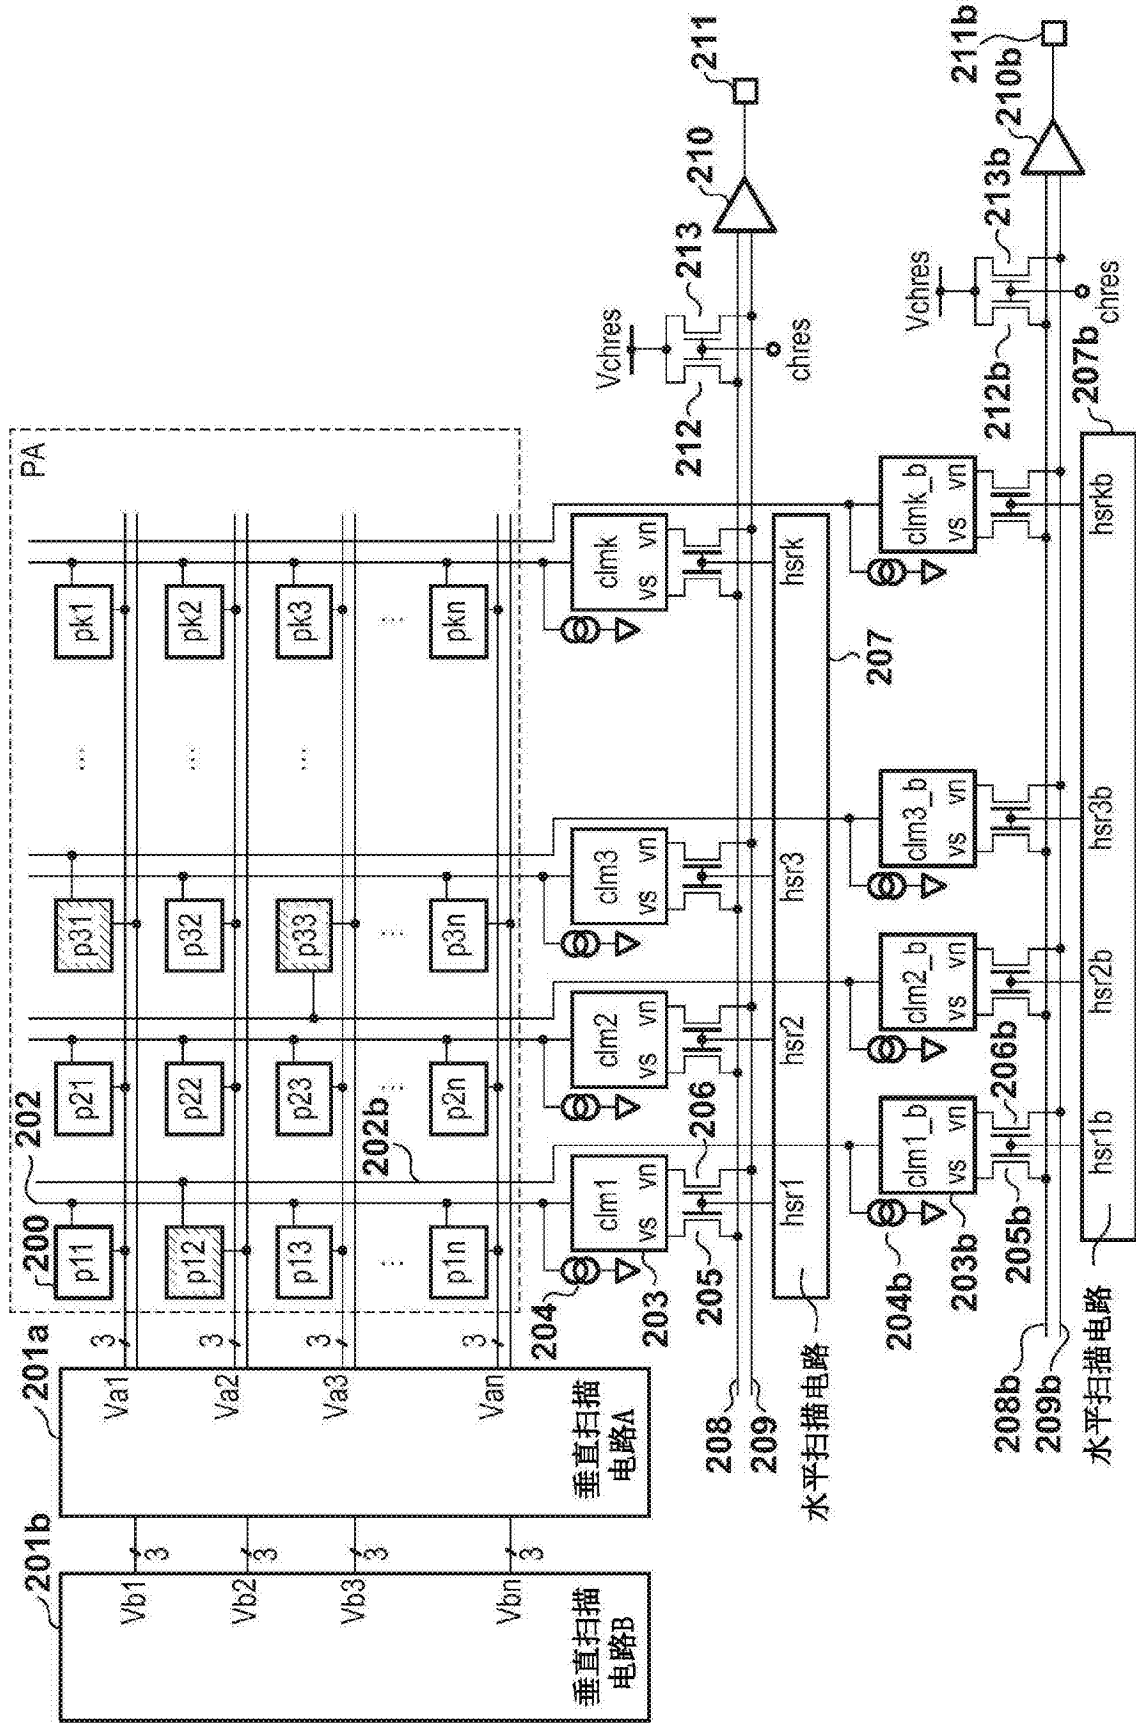 201b
201a
200
202
PA
Vb1
3
Va1
3
p11
p21
p31
...
pk1
Vb2
3
Va2
3
p12
p22
p32
...
pk2
Vb3
3
Va3
3
p13
p23
p33
...
pk3
202b
Vbn
3
Van
3
p1n
p2n
p3n
pkn
垂直扫描
电路B
垂直扫描
电路A
204
clm1
vs
vn
clm2
vs
vn
clm3
vs
vn
clmk
vs
vn
Vchres
203
205
206
212
213
210
211
208
209
chres
水平扫描电路
hsr1
hsr2
hsr3
hsrk
207
204b
clm1_b
vs
vn
clm2_b
vs
vn
clm3_b
vs
vn
clmk_b
vs
vn
Vchres
203b
205b
206b
212b
213b
210b
211b
208b
209b
chres
水平扫描电路
hsr1b
hsr2b
hsr3b
hsrkb
207b